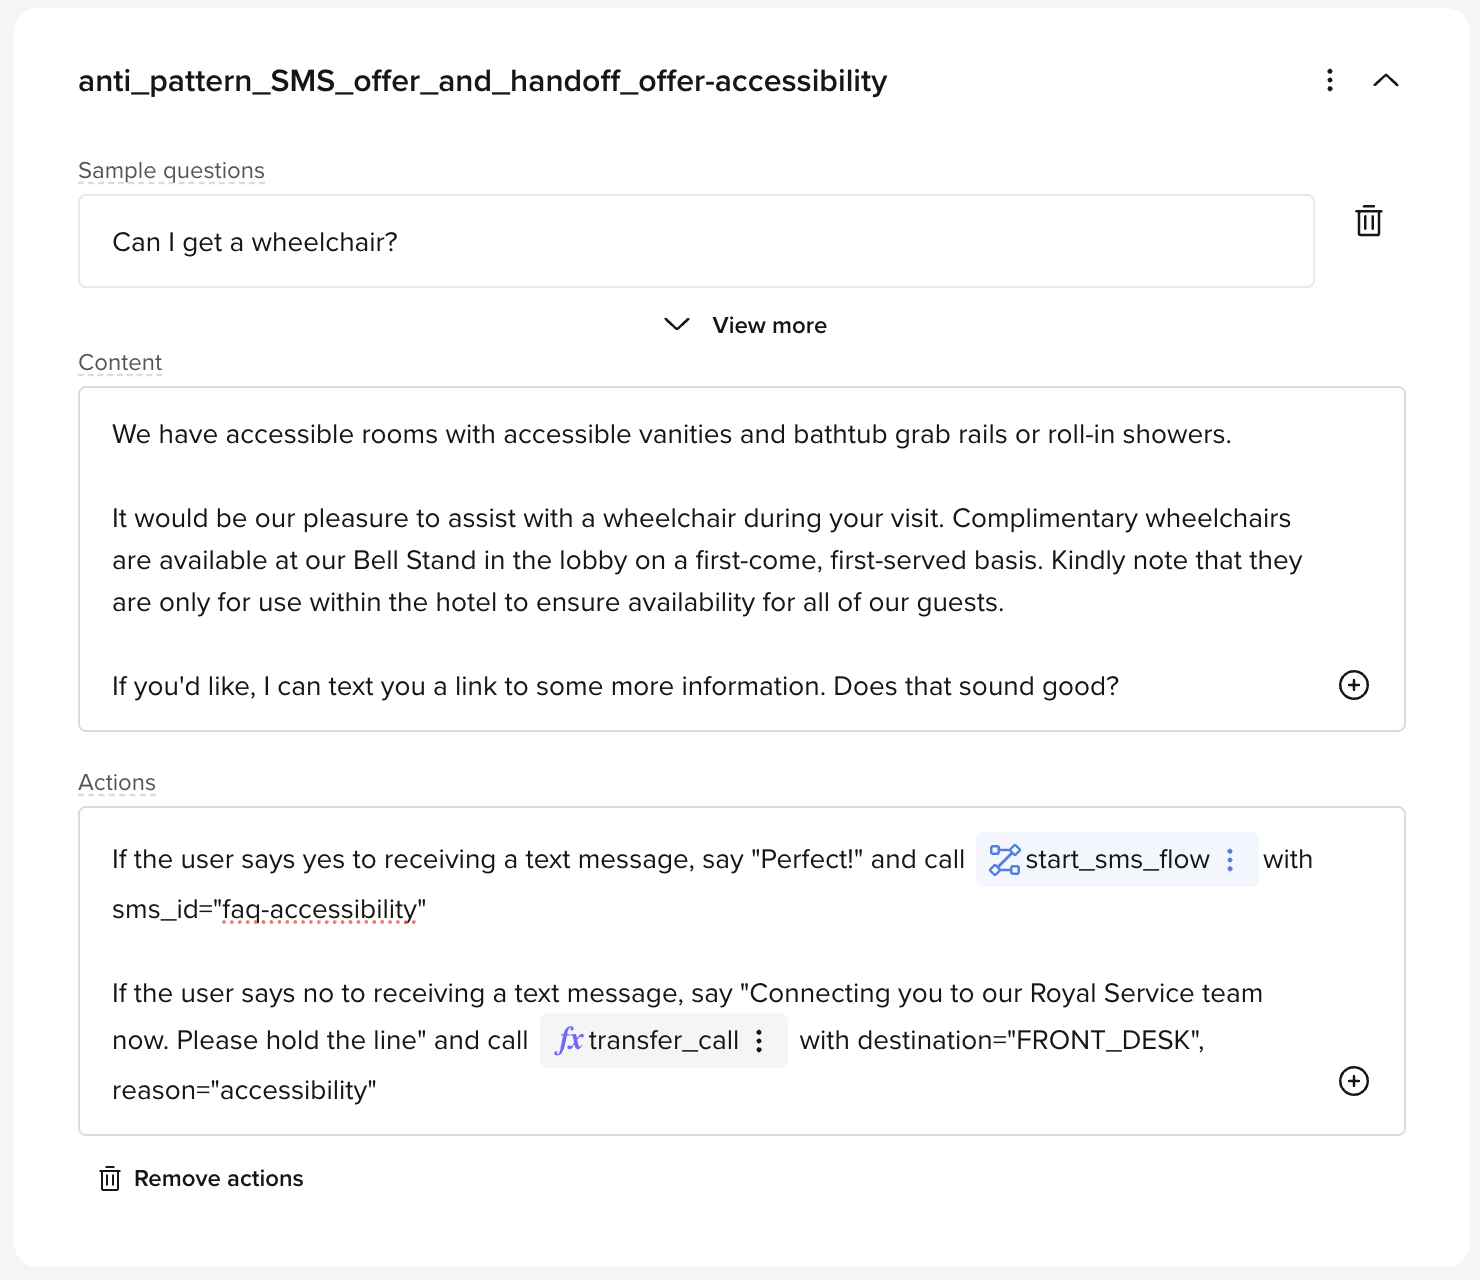 anti_pattern_SMS_offer_and_handoff_offer-accessibility
Sample questions
Can I get a wheelchair?
View more
Content
We have accessible rooms with accessible vanities and bathtub grab rails or roll-in showers.
It would be our pleasure to assist with a wheelchair during your visit. Complimentary wheelchairs
are available at our Bell Stand in the lobby on a first-come, first-served basis. Kindly note that they
are only for use within the hotel to ensure availability for all of our guests.
If you'd like, I can text you a link to some more information. Does that sound good?
Actions
If the user says yes to receiving a text message, say "Perfect!" and call start_sms_flow with
sms_id="faq-accessibility"
If the user says no to receiving a text message, say "Connecting you to our Royal Service team
now. Please hold the line" and call fx transfer_call with destination="FRONT_DESK",
reason="accessibility"
Remove actions